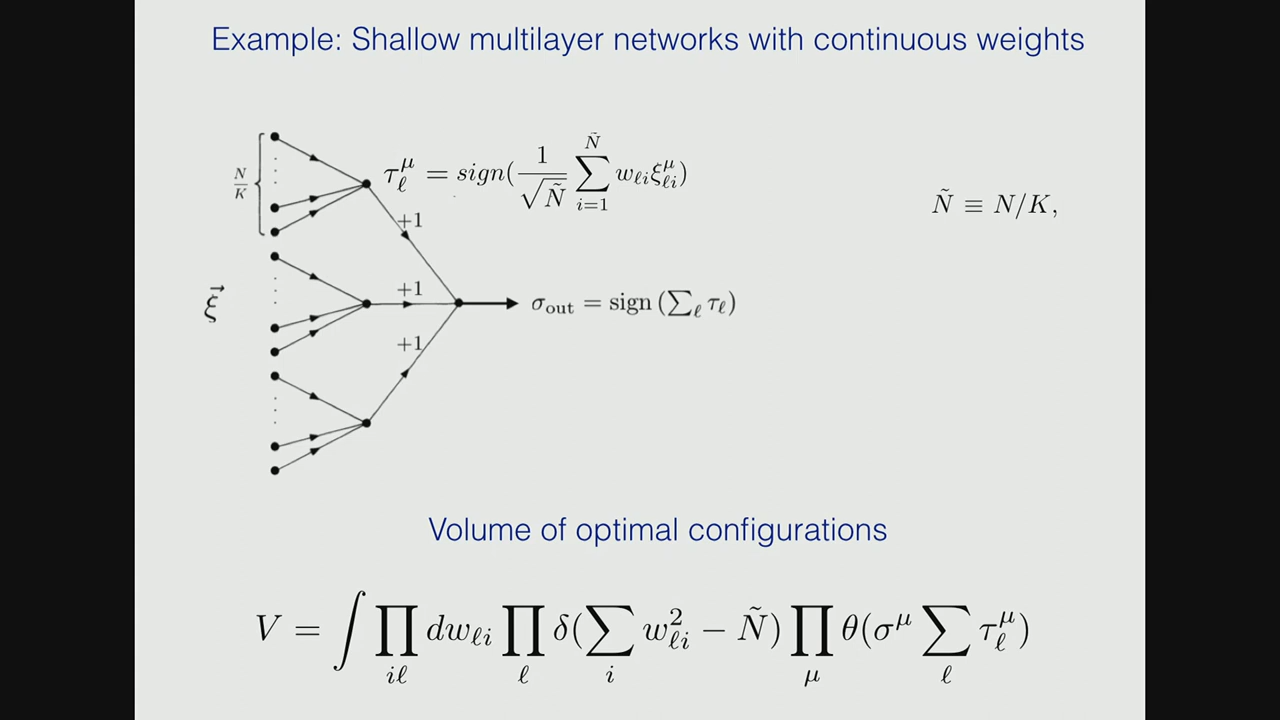 Example: Shallow multilayer networks with continuous weights
N/K
τ_ℓ^μ = sign( 1/√Ñ ∑_{i=1}^{Ñ} w_{ℓi} ξ_{ℓi}^μ )
Ñ ≡ N/K,
+1
ξ⃗
+1
σ_out = sign (∑_ℓ τ_ℓ)
+1
Volume of optimal configurations
V = ∫ ∏_{iℓ} dw_{ℓi} ∏_ℓ δ(∑_i w_{ℓi}^2 − Ñ) ∏_μ θ(σ^μ ∑_ℓ τ_ℓ^μ)